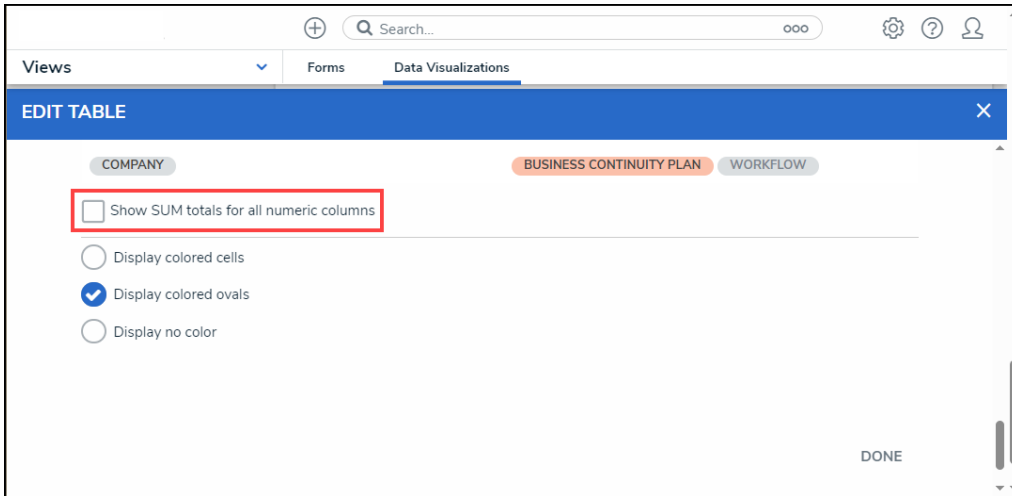 Search... ooo
Views Forms Data Visualizations
EDIT TABLE
COMPANY BUSINESS CONTINUITY PLAN WORKFLOW
Show SUM totals for all numeric columns
Display colored cells
Display colored ovals
Display no color
DONE